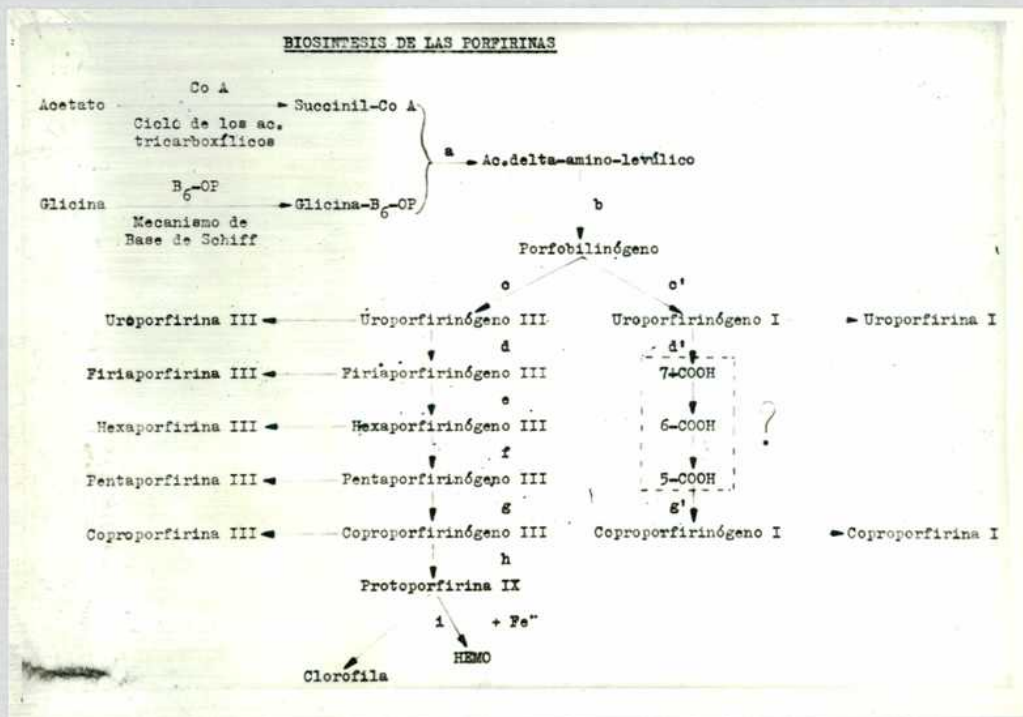 BIOSINTESIS DE LAS PORFIRINAS
Co A
Acetato Succinil-Co A
Ciclo de los ac.
tricarboxílicos
a
Ac.delta-amino-levúlico
B6-OP
Glicina Glicina-B6-OP
b
Mecanismo de
Base de Schiff
Porfobilinógeno
c c'
Uroporfirina III Uroporfirinógeno III Uroporfirinógeno I Uroporfirina I
d d'
Firiaporfirina III Firiaporfirinógeno III 7-COOH
e
Hexaporfirina III Hexaporfirinógeno III 6-COOH ?
f
Pentaporfirina III Pentaporfirinógeno III 5-COOH
g g'
Coproporfirina III Coproporfirinógeno III Coproporfirinógeno I Coproporfirina I
h
Protoporfirina IX
i + Fe"
HEMO
Clorofila